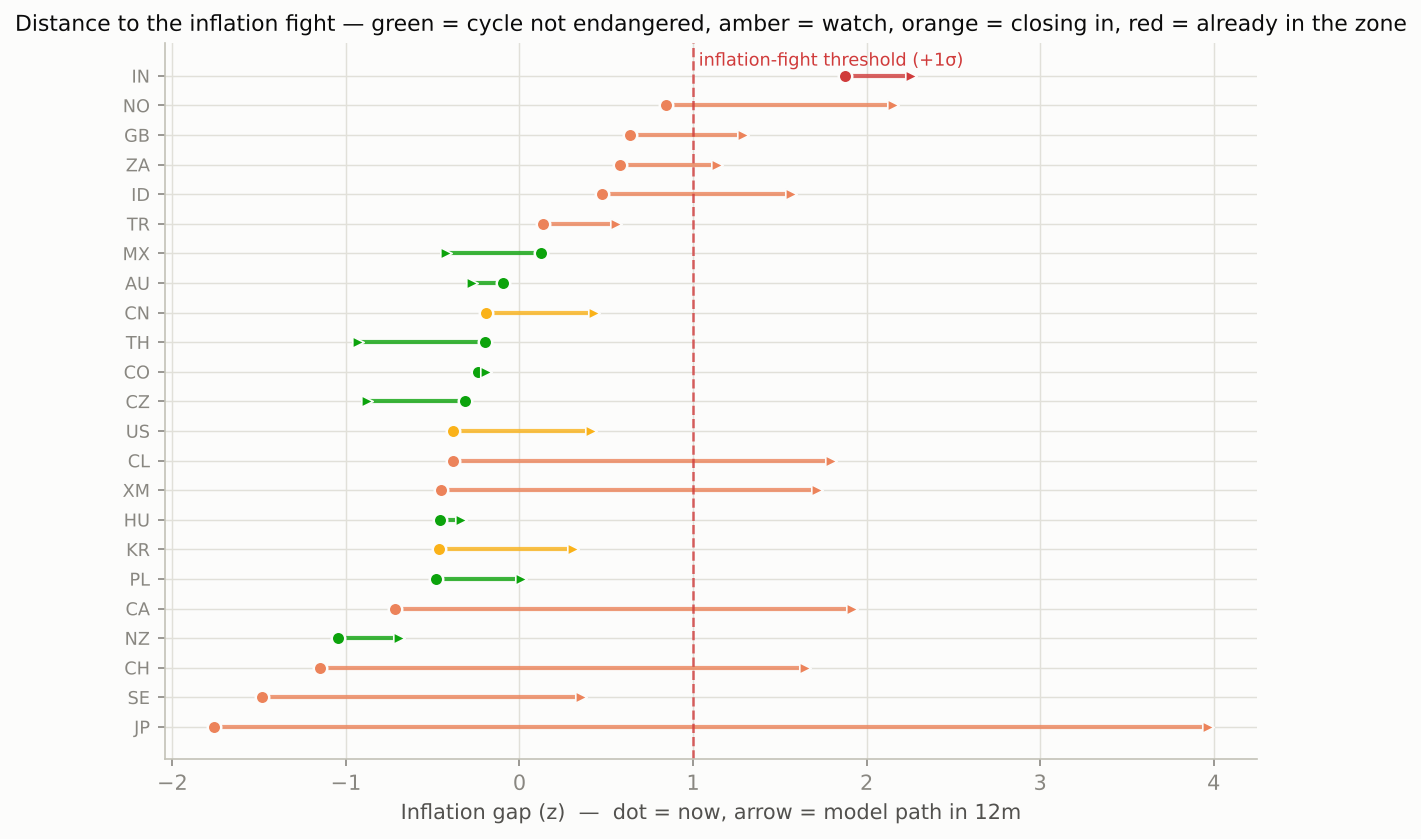 Distance to the inflation fight — green = cycle not endangered, amber = watch, orange = closing in, red = already in the zone
inflation-fight threshold (+1σ)
IN
NO
GB
ZA
ID
TR
MX
AU
CN
TH
CO
CZ
US
CL
XM
HU
KR
PL
CA
NZ
CH
SE
JP
−2 −1 0 1 2 3 4
Inflation gap (z) — dot = now, arrow = model path in 12m